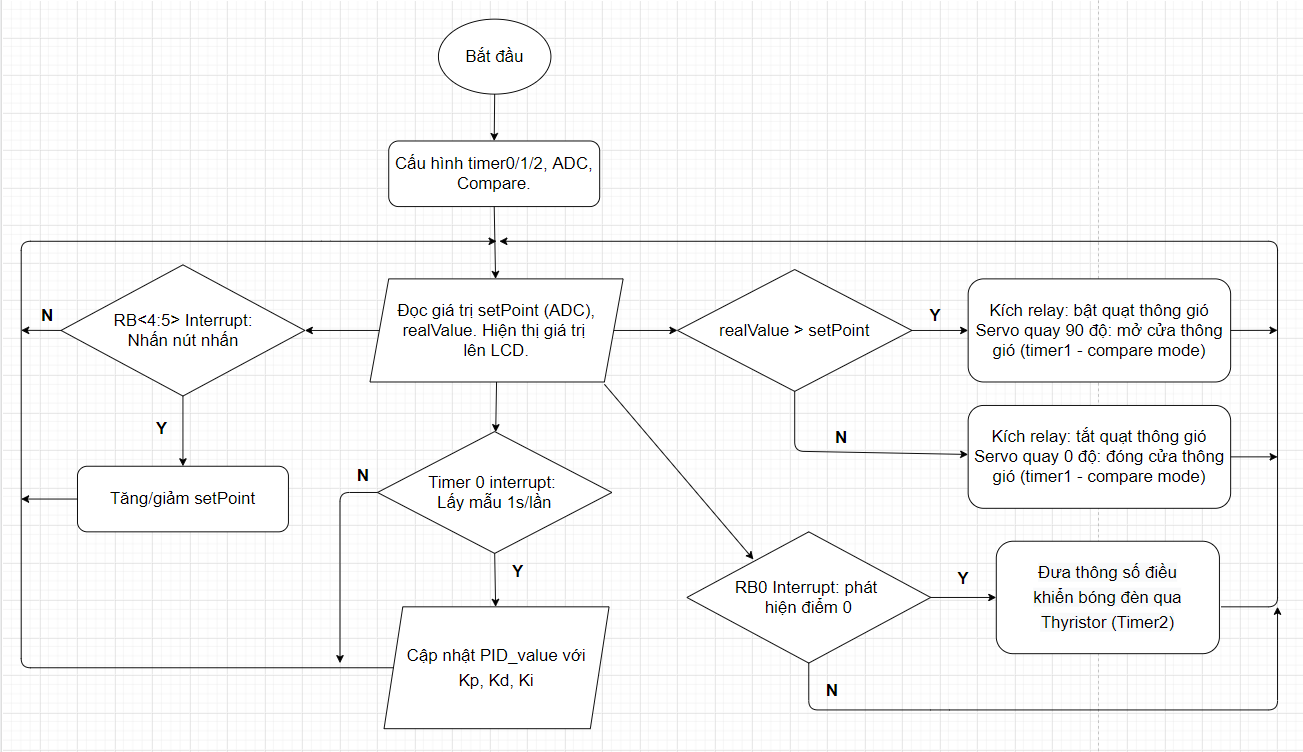 Bắt đầu
Cấu hình timer0/1/2, ADC,
Compare.
N
RB<4:5> Interrupt:
Nhấn nút nhấn
Y
Tăng/giảm setPoint
Đọc giá trị setPoint (ADC),
realValue. Hiện thị giá trị
lên LCD.
realValue > setPoint
Y
Kích relay: bật quạt thông gió
Servo quay 90 độ: mở cửa thông
gió (timer1 - compare mode)
N
Kích relay: tắt quạt thông gió
Servo quay 0 độ: đóng cửa thông
gió (timer1 - compare mode)
N
Timer 0 interrupt:
Lấy mẫu 1s/lần
Y
Cập nhật PID_value với
Kp, Kd, Ki
RB0 Interrupt: phát
hiện điểm 0
Y
Đưa thông số điều
khiển bóng đèn qua
Thyristor (Timer2)
N